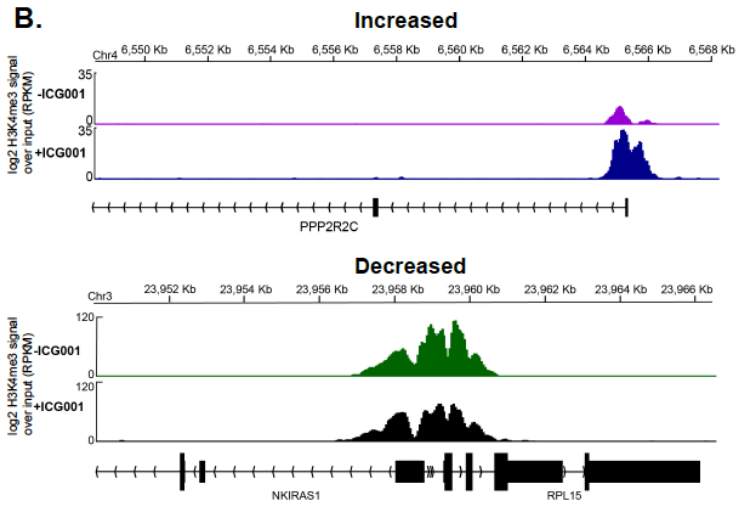 B.
Increased
Chr4
6,550 Kb 6,552 Kb 6,554 Kb 6,556 Kb 6,558 Kb 6,560 Kb 6,562 Kb 6,564 Kb 6,566 Kb 6,568 Kb
log2 H3K4me3 signal
over input (RPKM)
35
-ICG001
0
35
+ICG001
0
PPP2R2C
Decreased
Chr3
23,952 Kb 23,954 Kb 23,956 Kb 23,958 Kb 23,960 Kb 23,962 Kb 23,964 Kb 23,966 Kb
log2 H3K4me3 signal
over input (RPKM)
120
-ICG001
0
120
+ICG001
0
NKIRAS1 RPL15